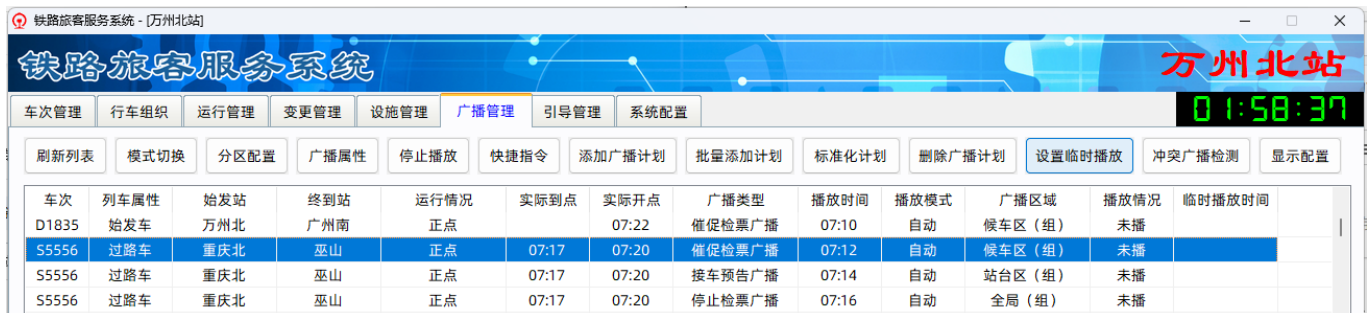 铁路旅客服务系统 - [万州北站]
铁路旅客服务系统 万州北站
车次管理 行车组织 运行管理 变更管理 设施管理 广播管理 引导管理 系统配置 01:58:37
刷新列表 模式切换 分区配置 广播属性 停止播放 快捷指令 添加广播计划 批量添加计划 标准化计划 删除广播计划 设置临时播放 冲突广播检测 显示配置
车次 列车属性 始发站 终到站 运行情况 实际到点 实际开点 广播类型 播放时间 播放模式 广播区域 播放情况 临时播放时间
D1835 始发车 万州北 广州南 正点 07:22 催促检票广播 07:10 自动 候车区（组） 未播
S5556 过路车 重庆北 巫山 正点 07:17 07:20 催促检票广播 07:12 自动 候车区（组） 未播
S5556 过路车 重庆北 巫山 正点 07:17 07:20 接车预告广播 07:14 自动 站台区（组） 未播
S5556 过路车 重庆北 巫山 正点 07:17 07:20 停止检票广播 07:16 自动 全局（组） 未播